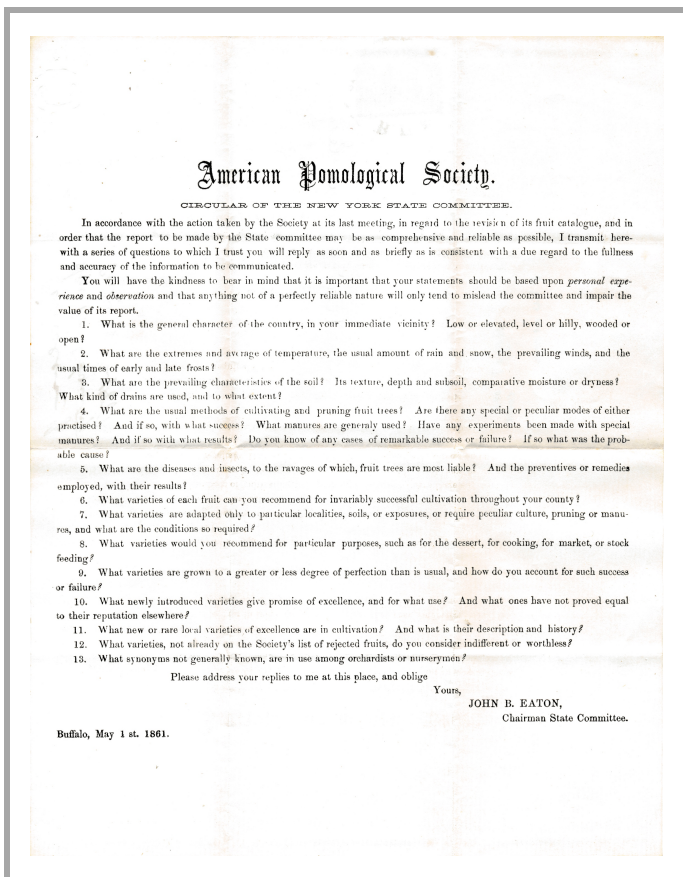 American Pomological Society.
CIRCULAR OF THE NEW YORK STATE COMMITTEE.
In accordance with the action taken by the Society at its last meeting, in regard to the revision of its fruit catalogue, and in
order that the report to be made by the State committee may be as comprehensive and reliable as possible, I transmit here-
with a series of questions to which I trust you will reply as soon and as briefly as is consistent with a due regard to the fullness
and accuracy of the information to be communicated.
You will have the kindness to bear in mind that it is important that your statements should be based upon personal expe-
rience and observation and that anything not of a perfectly reliable nature will only tend to mislead the committee and impair the
value of its report.
1. What is the general character of the country, in your immediate vicinity? Low or elevated, level or hilly, wooded or
open?
2. What are the extremes and average of temperature, the usual amount of rain and snow, the prevailing winds, and the
usual times of early and late frosts?
3. What are the prevailing characteristics of the soil? Its texture, depth and subsoil, comparative moisture or dryness?
What kind of drains are used, and to what extent?
4. What are the usual methods of cultivating and pruning fruit trees? Are there any special or peculiar modes of either
practised? And if so, with what success? What manures are generaly used? Have any experiments been made with special
manures? And if so with what results? Do you know of any cases of remarkable success or failure? If so what was the prob-
able cause?
5. What are the diseases and insects, to the ravages of which, fruit trees are most liable? And the preventives or remedies
employed, with their results?
6. What varieties of each fruit can you recommend for invariably successful cultivation throughout your county?
7. What varieties are adapted only to particular localities, soils, or exposures, or require peculiar culture, pruning or manu-
res, and what are the conditions so required?
8. What varieties would you recommend for particular purposes, such as for the dessert, for cooking, for market, or stock
feeding?
9. What varieties are grown to a greater or less degree of perfection than is usual, and how do you account for such success
or failure?
10. What newly introduced varieties give promise of excellence, and for what use? And what ones have not proved equal
to their reputation elsewhere?
11. What new or rare local varieties of excellence are in cultivation? And what is their description and history?
12. What varieties, not already on the Society's list of rejected fruits, do you consider indifferent or worthless?
13. What synonyms not generally known, are in use among orchardists or nurserymen?
Please address your replies to me at this place, and oblige
Yours,
JOHN B. EATON,
Chairman State Committee.
Buffalo, May 1 st. 1861.